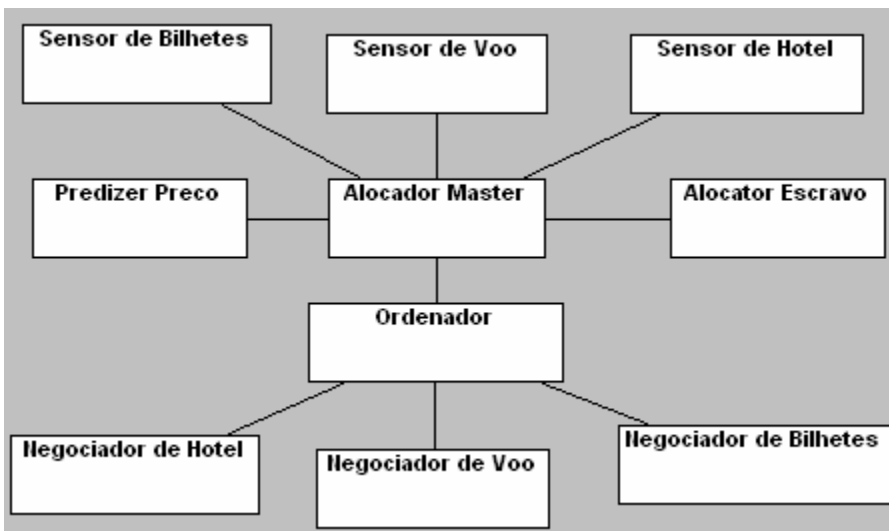 Sensor de Bilhetes
Sensor de Voo
Sensor de Hotel
Predizer Preco
Alocador Master
Alocator Escravo
Ordenador
Negociador de Hotel
Negociador de Voo
Negociador de Bilhetes